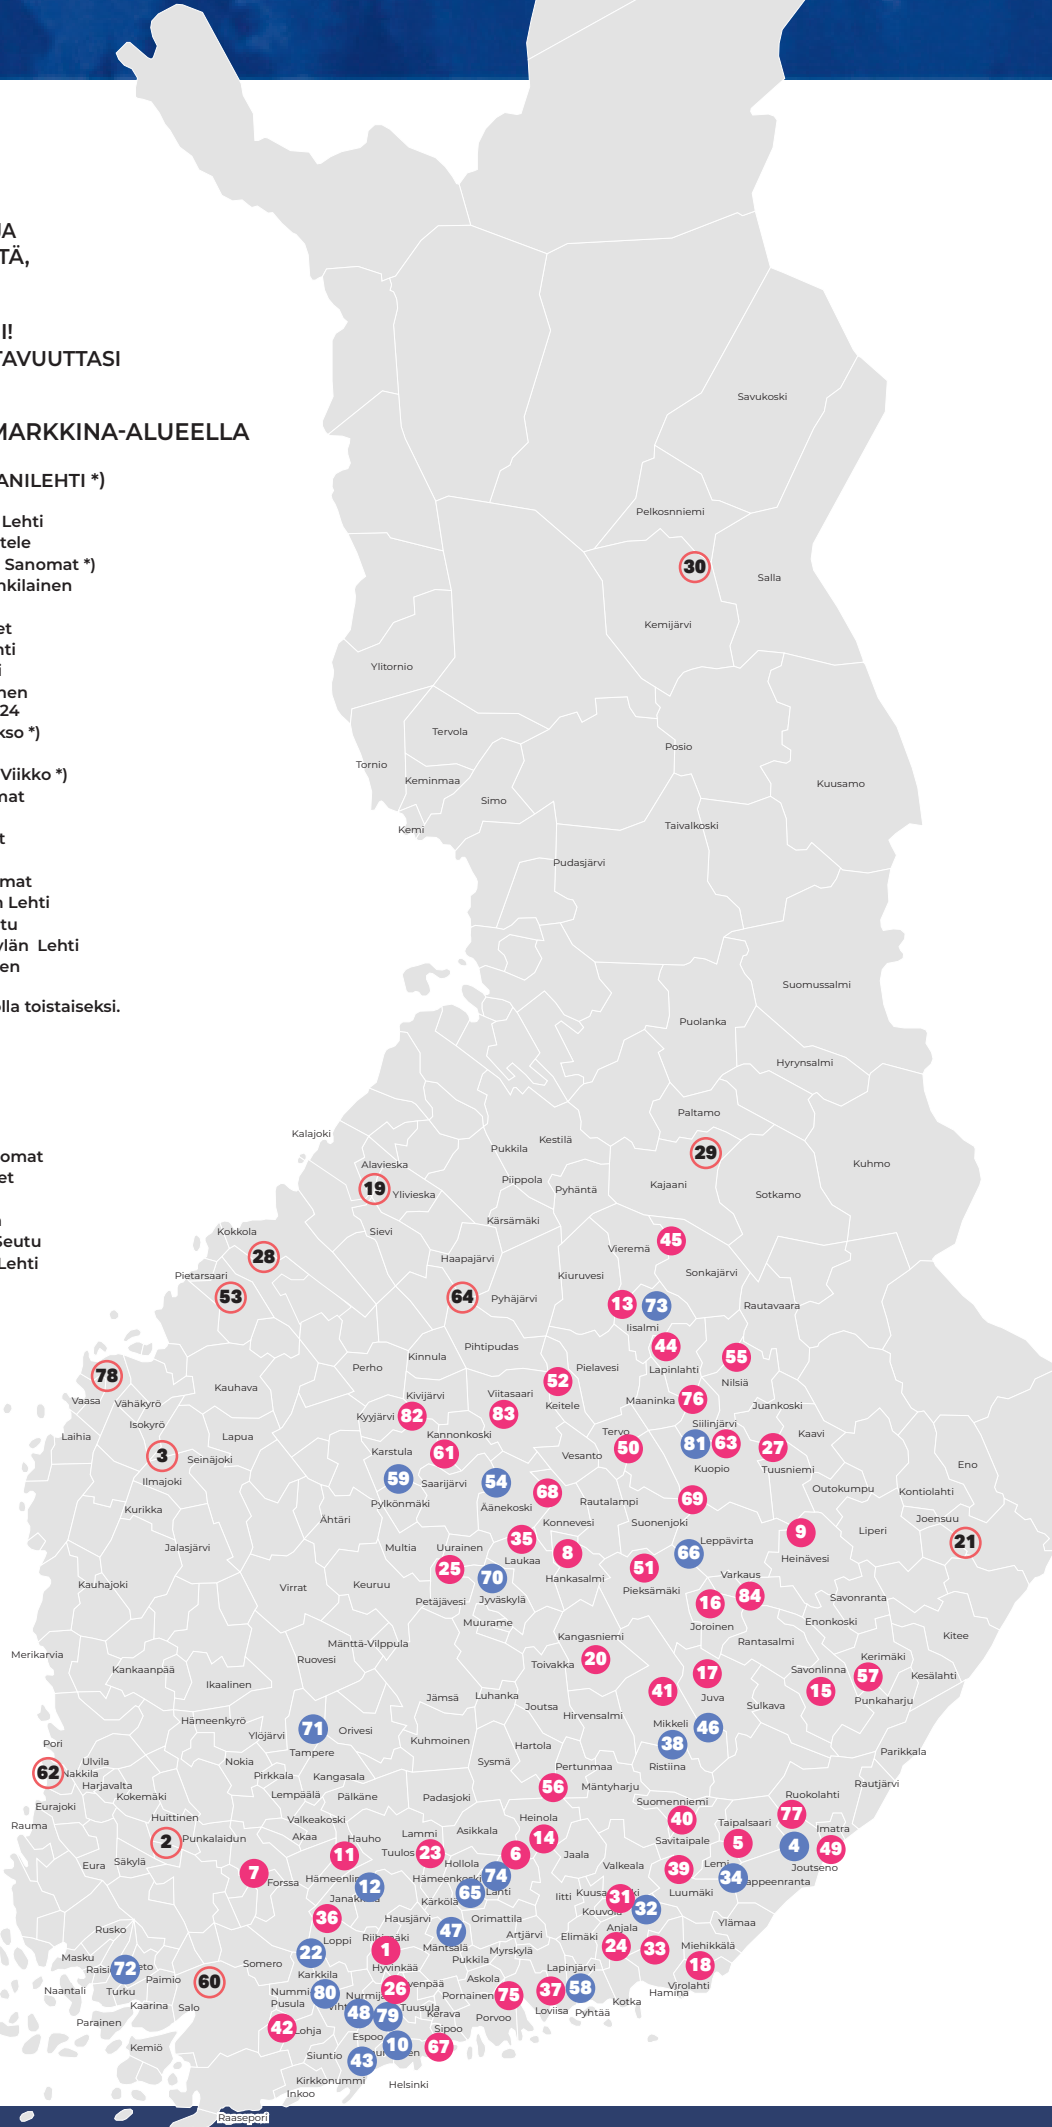 JA
TÄ,
I!
TAVUUTTASI
MARKKINA-ALUEELLA
ANILEHTI *)
Lehti
tele
Sanomat *)
nkilainen
et
hti
i
nen
24
kso *)
Viikko *)
mat
t
mat
n Lehti
tu
ylän Lehti
en
lla toistaiseksi.
omat
et
Seutu
Lehti
Savukoski
Pelkosnniemi
30
Salla
Kemijärvi
Ylitornio
Tervola
Posio
Tornio
Keminmaa
Kuusamo
Simo
Kemi
Taivalkoski
Pudasjärvi
Suomussalmi
Puolanka
Hyrynsalmi
Paltamo
Kalajoki
Kestilä
Pukkila
29
Alavieska
Kuhmo
Piippola
Kajaani
19
Ylivieska
Pyhäntä
Sotkamo
Kärsämäki
Kokkola
Sievi
45
Vieremä
28
Haapajärvi
Sonkajärvi
Pietarsaari
Kiuruvesi
53
64
Pyhäjärvi
13
73
Rautavaara
Iisalmi
Pihtipudas
44
Kinnula
55
Perho
Pielavesi
Lapinlahti
78
Kauhava
52
Nilsiä
Vaasa
Vähäkyrö
Kivijärvi
Viitasaari
Keitele
Maaninka
76
Juankoski
Kyyjärvi
82
83
Isokyrö
Siilinjärvi
Laihia
Lapua
Kannonkoski
Tervo
Kaavi
3
Seinäjoki
Karstula
61
Vesanto
50
81
63
27
Ilmajoki
59
Saarijärvi
54
Kuopio
Tuusniemi
Eno
68
Outokumpu
Kontiolahti
Pylkönmäki
Äänekoski
Rautalampi
69
Kurikka
Ähtäri
Konnevesi
Suonenjoki
Joensuu
Jalasjärvi
Multia
Uurainen
35
Leppävirta
9
Liperi
21
Laukaa
8
66
Heinävesi
25
70
Hankasalmi
51
Varkaus
Kauhajoki
Virrat
Keuruu
Pieksämäki
84
Savonranta
Petäjävesi
Jyväskylä
16
Muurame
Joroinen
Enonkoski
Kangasniemi
Rantasalmi
Kitee
Merikarvia
Mänttä-Vilppula
Toivakka
20
Kerimäki
Kankaanpää
Ruovesi
17
Savonlinna
57
Kesälahti
Ikaalinen
41
Juva
15
Jämsä
Luhanka
Joutsa
Sulkava
Punkaharju
Hirvensalmi
Hämeenkyrö
Mikkeli
46
Ylöjärvi
71
Orivesi
Kuhmoinen
38
Pori
Hartola
Parikkala
Tampere
Ulvila
Nokia
Sysmä
Pertunmaa
Ristiina
62
Nakkila
Pirkkala
Kangasala
Rautjärvi
Harjavalta
56
Mäntyharju
Kokemäki
Lempäälä
Pälkäne
Padasjoki
Suomenniemi
Ruokolahti
Eurajoki
77
Huittinen
Valkeakoski
Heinola
40
Taipalsaari
Imatra
Rauma
2
Punkalaidun
Akaa
Hauho
Lammi
Asikkala
14
Savitaipale
5
4
49
11
Tuulos
23
6
Jaala
Joutseno
Eura
Säkylä
Hollola
Valkeala
39
Lemi
7
12
74
34
Forssa
65
Lahti
Iitti
31
Luumäki
Kärkölä
Kouvola
32
36
Hausjärvi
Orimattila
Ylämaa
Rusko
Loppi
47
Artjärvi
Anjala
Elimäki
24
33
Miehikkälä
22
1
Mäntsälä
Myrskylä
Masku
Pukkila
18
72
Somero
Lapinjärvi
Virolahti
Paimio
60
Karkkila
Hyvinkää
Askola
Naantali
Turku
Nummi
Pusula
80
26
Pornainen
75
37
58
Hamina
Kaarina
Salo
48
79
Tuusula
Kerava
Porvoo
Loviisa
Pyhtää
Kotka
Parainen
42
Lohja
Espoo
Sipoo
10
67
Kemiö
Siuntio
43
Kirkkonummi
Helsinki
Inkoo
Raasepori